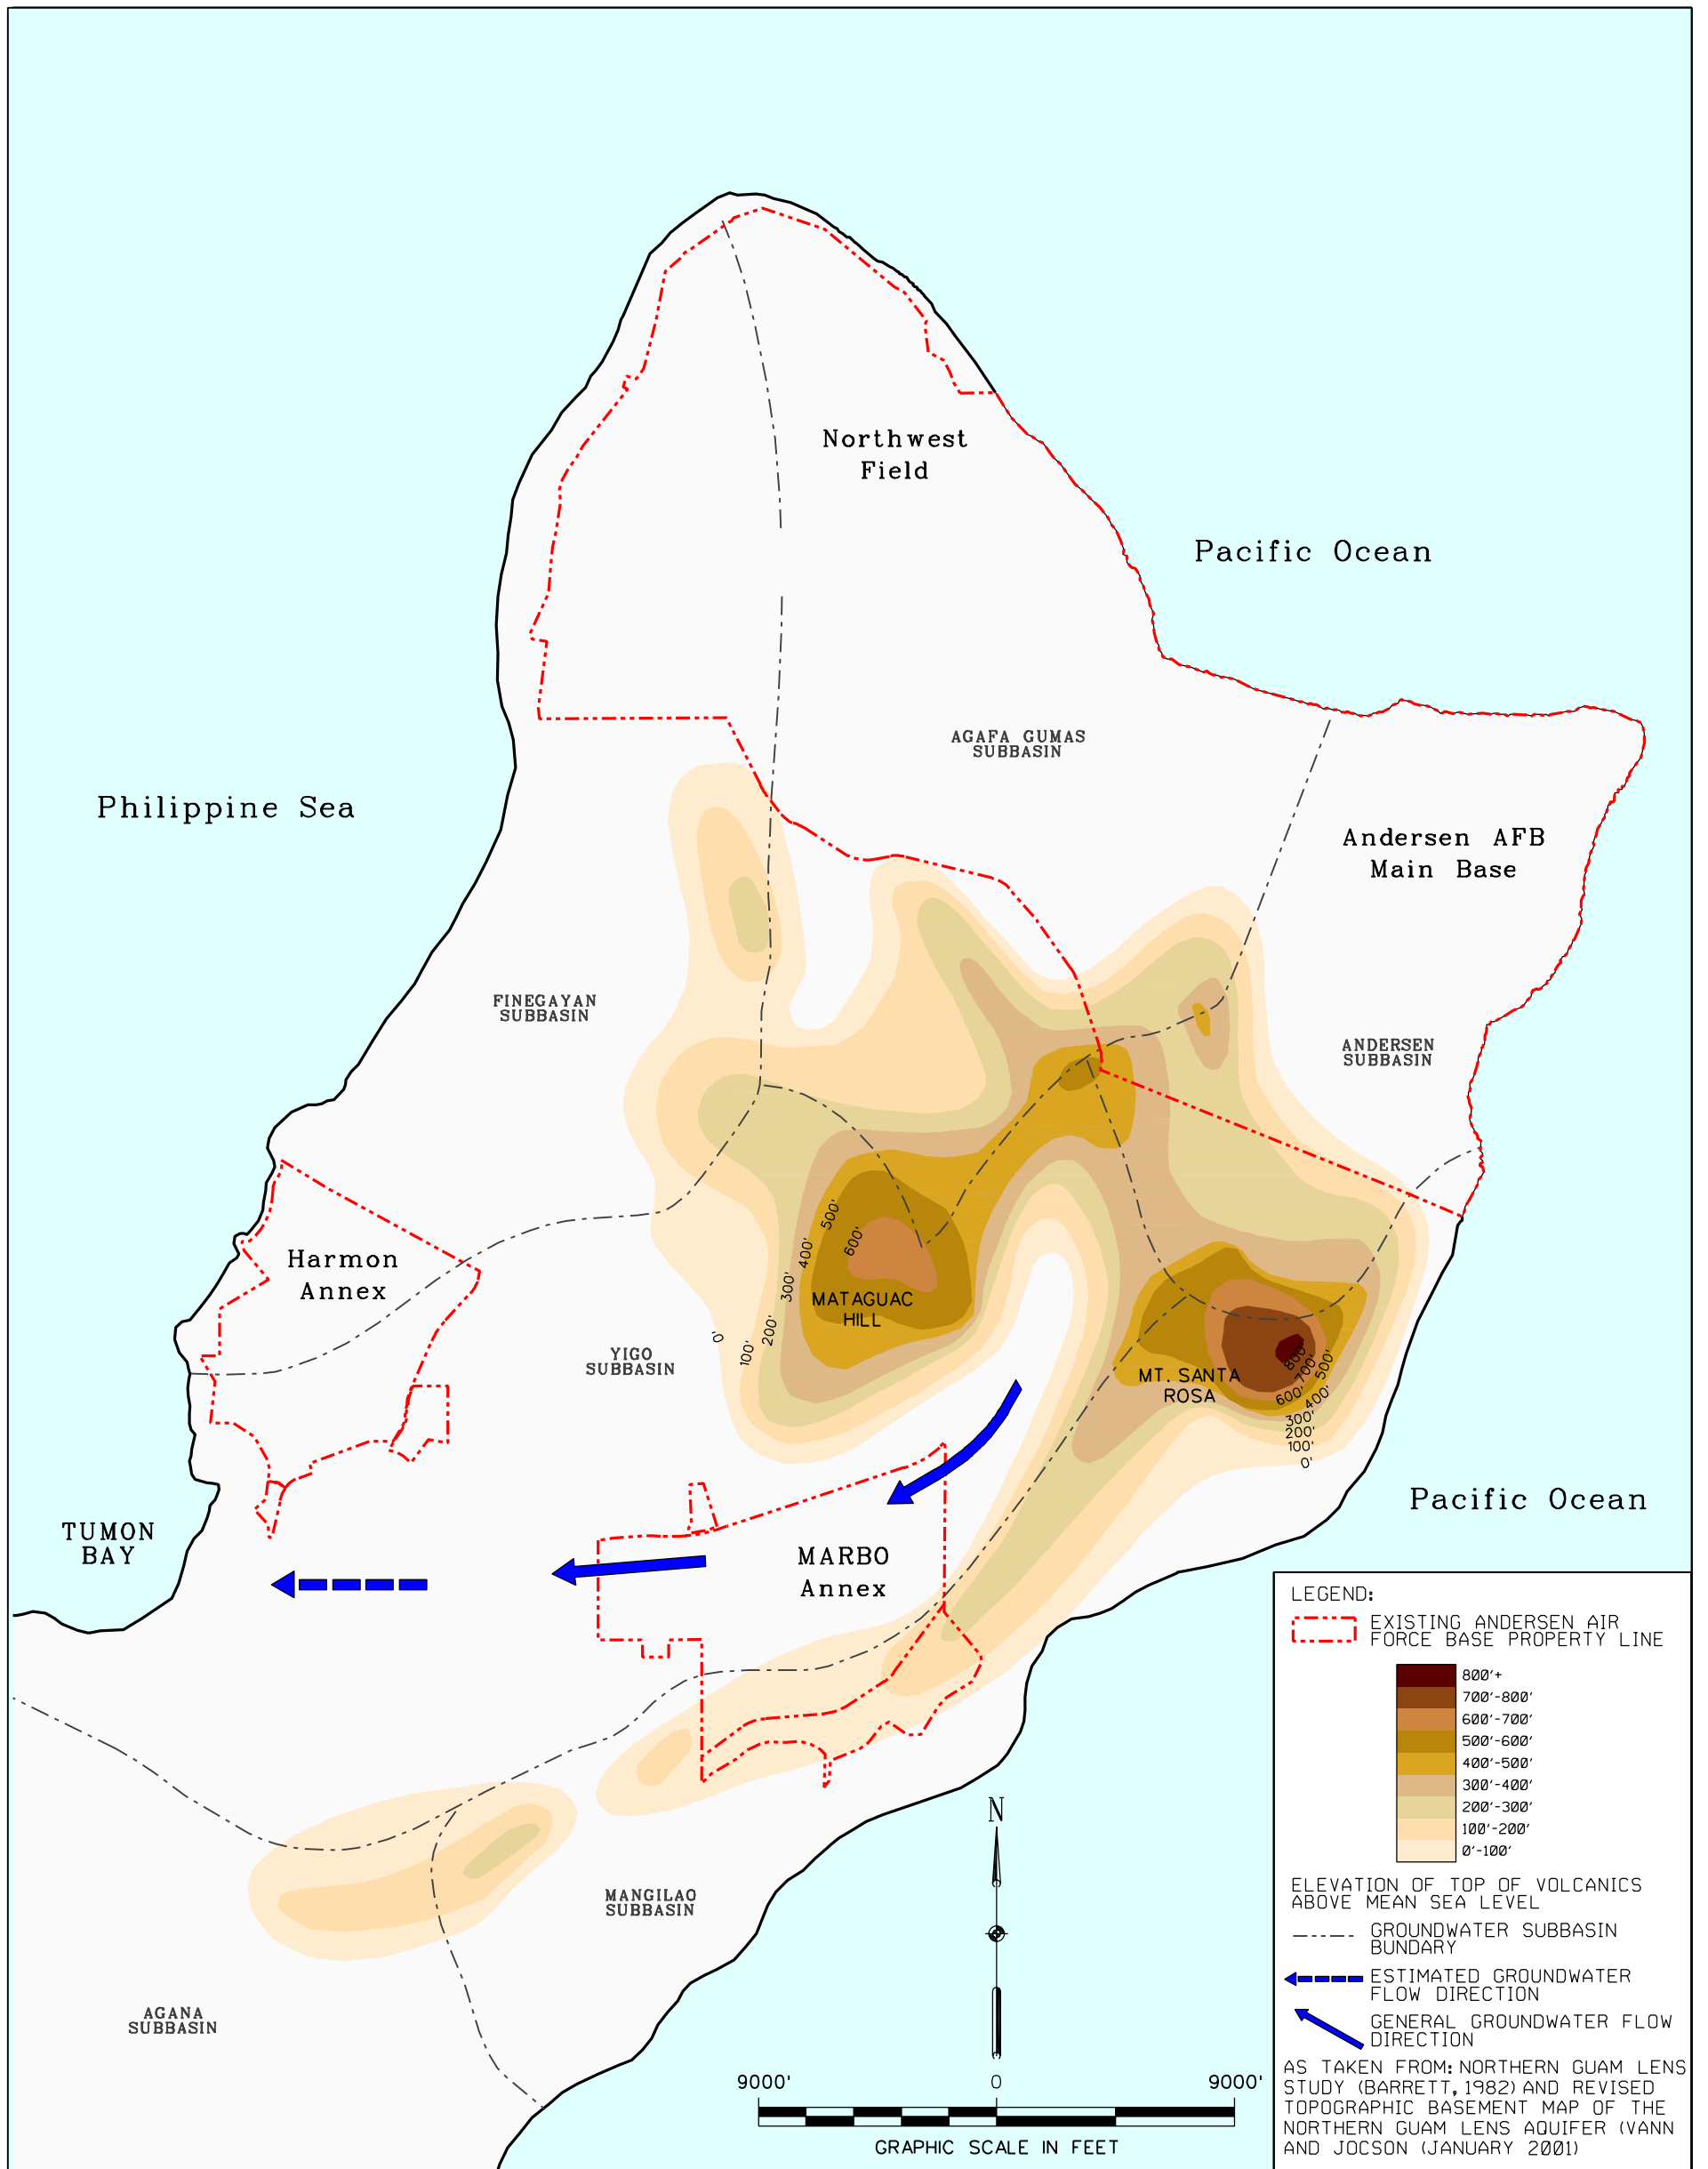 Northwest
Field
Pacific Ocean
AGAFA GUMAS
SUBBASIN
Philippine Sea
Andersen AFB
Main Base
FINEGAYAN
SUBBASIN
ANDERSEN
SUBBASIN
Harmon
Annex
500'
600'
400'
300'
MATAGUAC
HILL
200'
0'
100'
YIGO
SUBBASIN
MT. SANTA
ROSA
800'
700'
500'
600'
400'
300'
200'
100'
0'
Pacific Ocean
TUMON
BAY
MARBO
Annex
MANGILAO
SUBBASIN
AGANA
SUBBASIN
N
9000'
0
9000'
GRAPHIC SCALE IN FEET
LEGEND:
EXISTING ANDERSEN AIR
FORCE BASE PROPERTY LINE
800'+
700'-800'
600'-700'
500'-600'
400'-500'
300'-400'
200'-300'
100'-200'
0'-100'
ELEVATION OF TOP OF VOLCANICS
ABOVE MEAN SEA LEVEL
GROUNDWATER SUBBASIN
BUNDARY
ESTIMATED GROUNDWATER
FLOW DIRECTION
GENERAL GROUNDWATER FLOW
DIRECTION
AS TAKEN FROM: NORTHERN GUAM LENS
STUDY (BARRETT, 1982) AND REVISED
TOPOGRAPHIC BASEMENT MAP OF THE
NORTHERN GUAM LENS AQUIFER (VANN
AND JOCSON (JANUARY 2001)